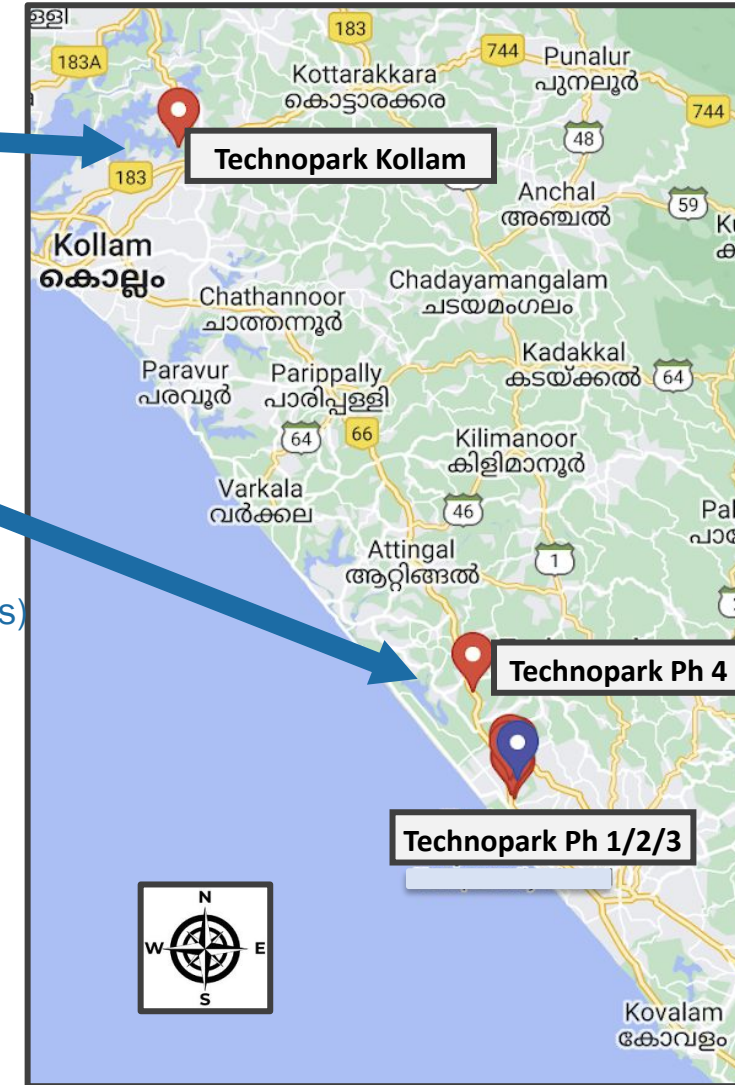 183
183A
744
Punalur
പുനലൂർ
Kottarakkara
കൊട്ടാരക്കര
744
48
Technopark Kollam
183
Anchal
അഞ്ചൽ
59
Kollam
കൊല്ലം
Chathannoor
ചാത്തന്നൂർ
Chadayamangalam
ചടയമംഗലം
Kadakkal
കടയ്ക്കൽ
64
Paravur
പരവൂർ
Parippally
പാരിപ്പള്ളി
64
66
Kilimanoor
കിളിമാനൂർ
Varkala
വർക്കല
46
Attingal
ആറ്റിങ്ങൽ
1
s)
Technopark Ph 4
Technopark Ph 1/2/3
N
W
E
S
Kovalam
കോവളം